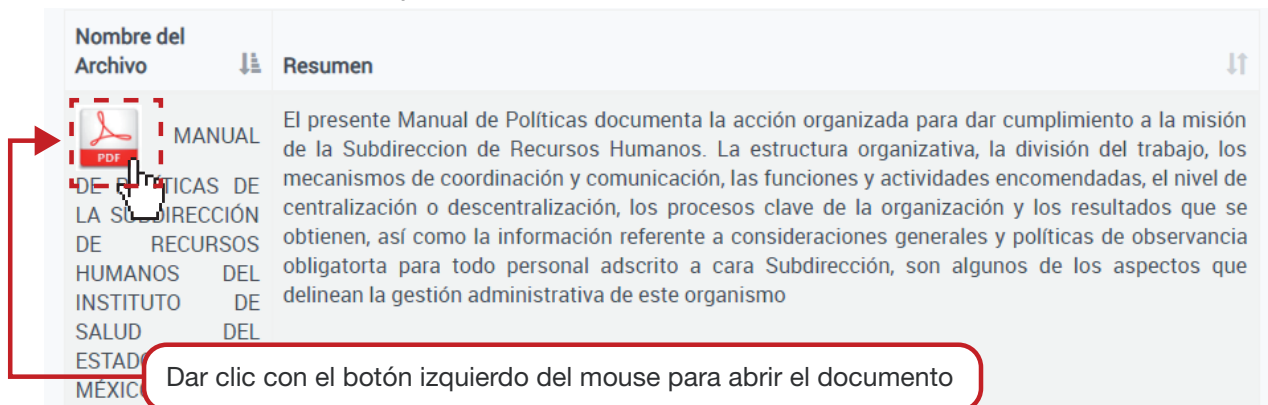 Nombre del
Archivo
Resumen
PDF
MANUAL
DE POLÍTICAS DE
LA SUBDIRECCIÓN
DE RECURSOS
HUMANOS DEL
INSTITUTO DE
SALUD DEL
ESTAD
MÉXIC
El presente Manual de Políticas documenta la acción organizada para dar cumplimiento a la misión
de la Subdireccion de Recursos Humanos. La estructura organizativa, la división del trabajo, los
mecanismos de coordinación y comunicación, las funciones y actividades encomendadas, el nivel de
centralización o descentralización, los procesos clave de la organización y los resultados que se
obtienen, así como la información referente a consideraciones generales y políticas de observancia
obligatorta para todo personal adscrito a cara Subdirección, son algunos de los aspectos que
delinean la gestión administrativa de este organismo
Dar clic con el botón izquierdo del mouse para abrir el documento